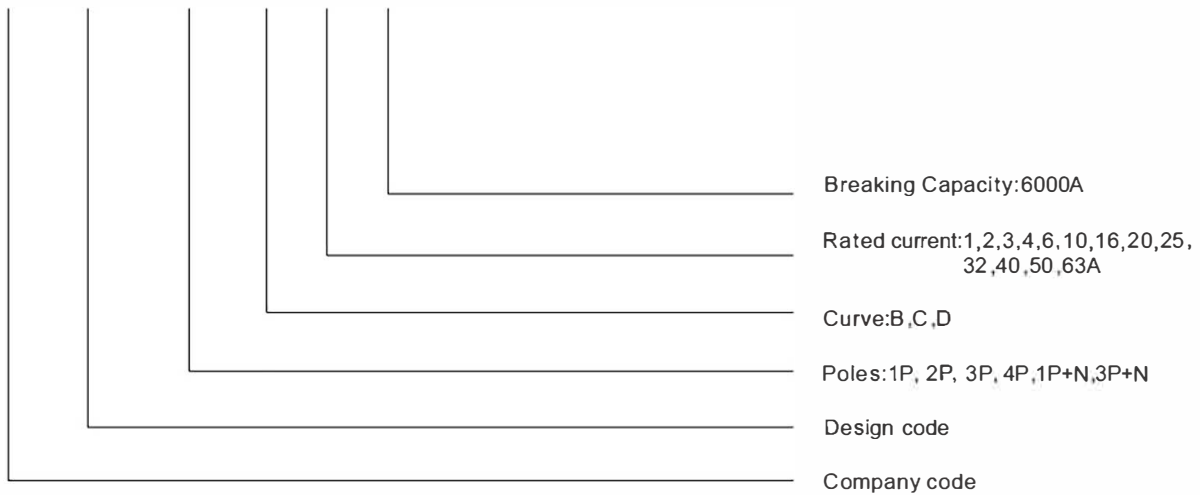 Breaking Capacity:6000A
Rated current:1,2,3,4,6,10,16,20,25,
32,40,50,63A
Curve:B,C,D
Poles:1P, 2P, 3P, 4P,1P+N,3P+N
Design code
Company code